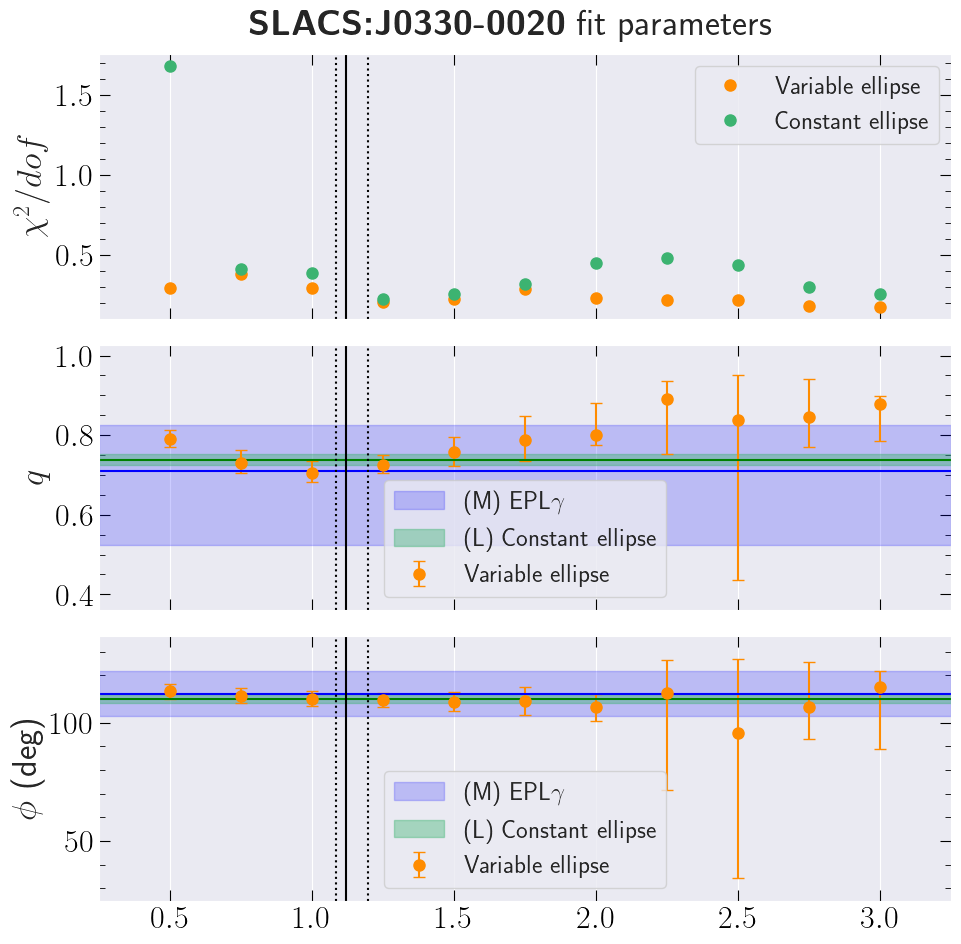 SLACS:J0330-0020 fit parameters
χ²/dof
1.5
1.0
0.5
Variable ellipse
Constant ellipse
q
1.0
0.8
0.6
0.4
(M) EPLγ
(L) Constant ellipse
Variable ellipse
ϕ (deg)
100
50
(M) EPLγ
(L) Constant ellipse
Variable ellipse
0.5 1.0 1.5 2.0 2.5 3.0